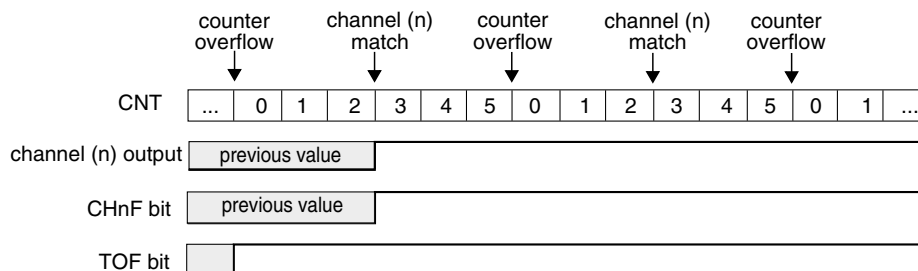 counter overflow
channel (n) match
counter overflow
channel (n) match
counter overflow
CNT ... 0 1 2 3 4 5 0 1 2 3 4 5 0 1 ...
channel (n) output previous value
CHnF bit previous value
TOF bit